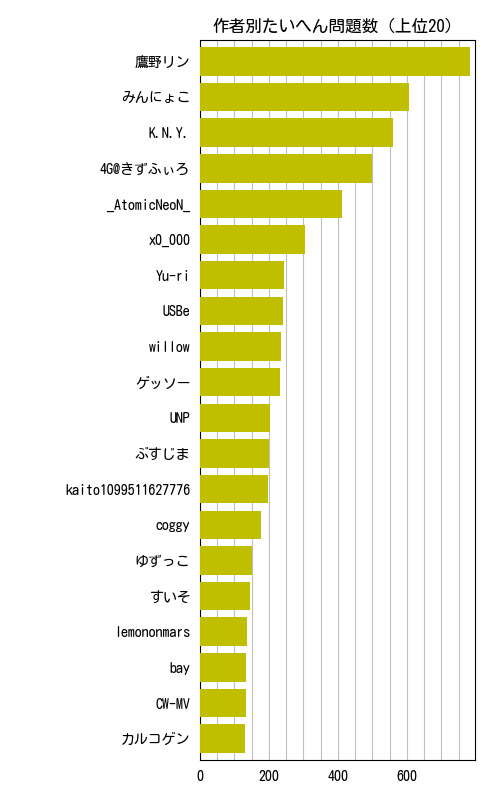 作者別たいへん問題数（上位20）
鷹野リン
みんにょこ
K.N.Y.
4G@きずふぃろ
_AtomicNeoN_
x0_000
Yu-ri
USBe
willow
ゲッソー
UNP
ぶすじま
kaito1099511627776
coggy
ゆずっこ
すいそ
lemononmars
bay
CW-MV
カルコゲン
0 200 400 600